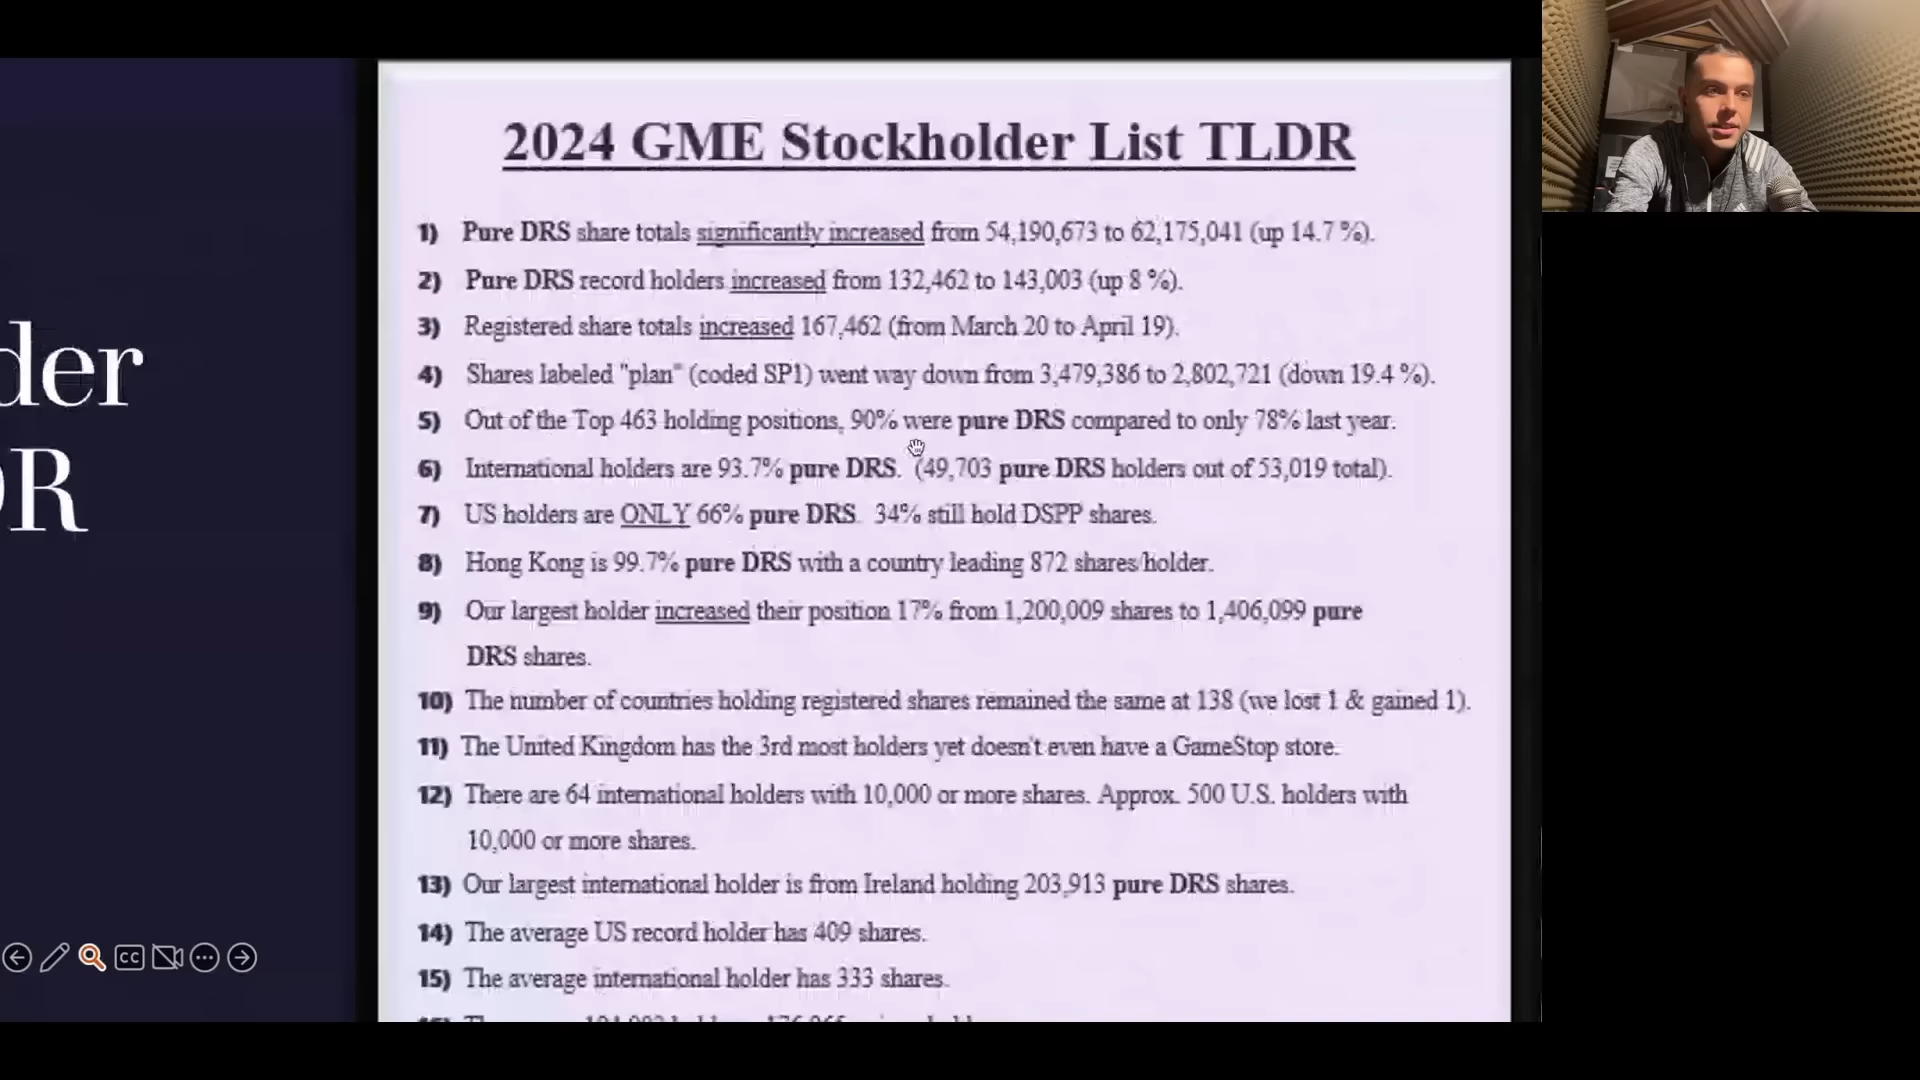 der
R
2024 GME Stockholder List TLDR
1) Pure DRS share totals significantly increased from 54,190,673 to 62,175,041 (up 14.7 %).
2) Pure DRS record holders increased from 132,462 to 143,003 (up 8 %).
3) Registered share totals increased 167,462 (from March 20 to April 19).
4) Shares labeled "plan" (coded SP1) went way down from 3,479,386 to 2,802,721 (down 19.4 %).
5) Out of the Top 463 holding positions, 90% were pure DRS compared to only 78% last year.
6) International holders are 93.7% pure DRS. (49,703 pure DRS holders out of 53,019 total).
7) US holders are ONLY 66% pure DRS. 34% still hold DSPP shares.
8) Hong Kong is 99.7% pure DRS with a country leading 872 shares/holder.
9) Our largest holder increased their position 17% from 1,200,009 shares to 1,406,099 pure
DRS shares.
10) The number of countries holding registered shares remained the same at 138 (we lost 1 & gained 1).
11) The United Kingdom has the 3rd most holders yet doesn't even have a GameStop store.
12) There are 64 international holders with 10,000 or more shares. Approx. 500 U.S. holders with
10,000 or more shares.
13) Our largest international holder is from Ireland holding 203,913 pure DRS shares.
14) The average US record holder has 409 shares.
15) The average international holder has 333 shares.
CC